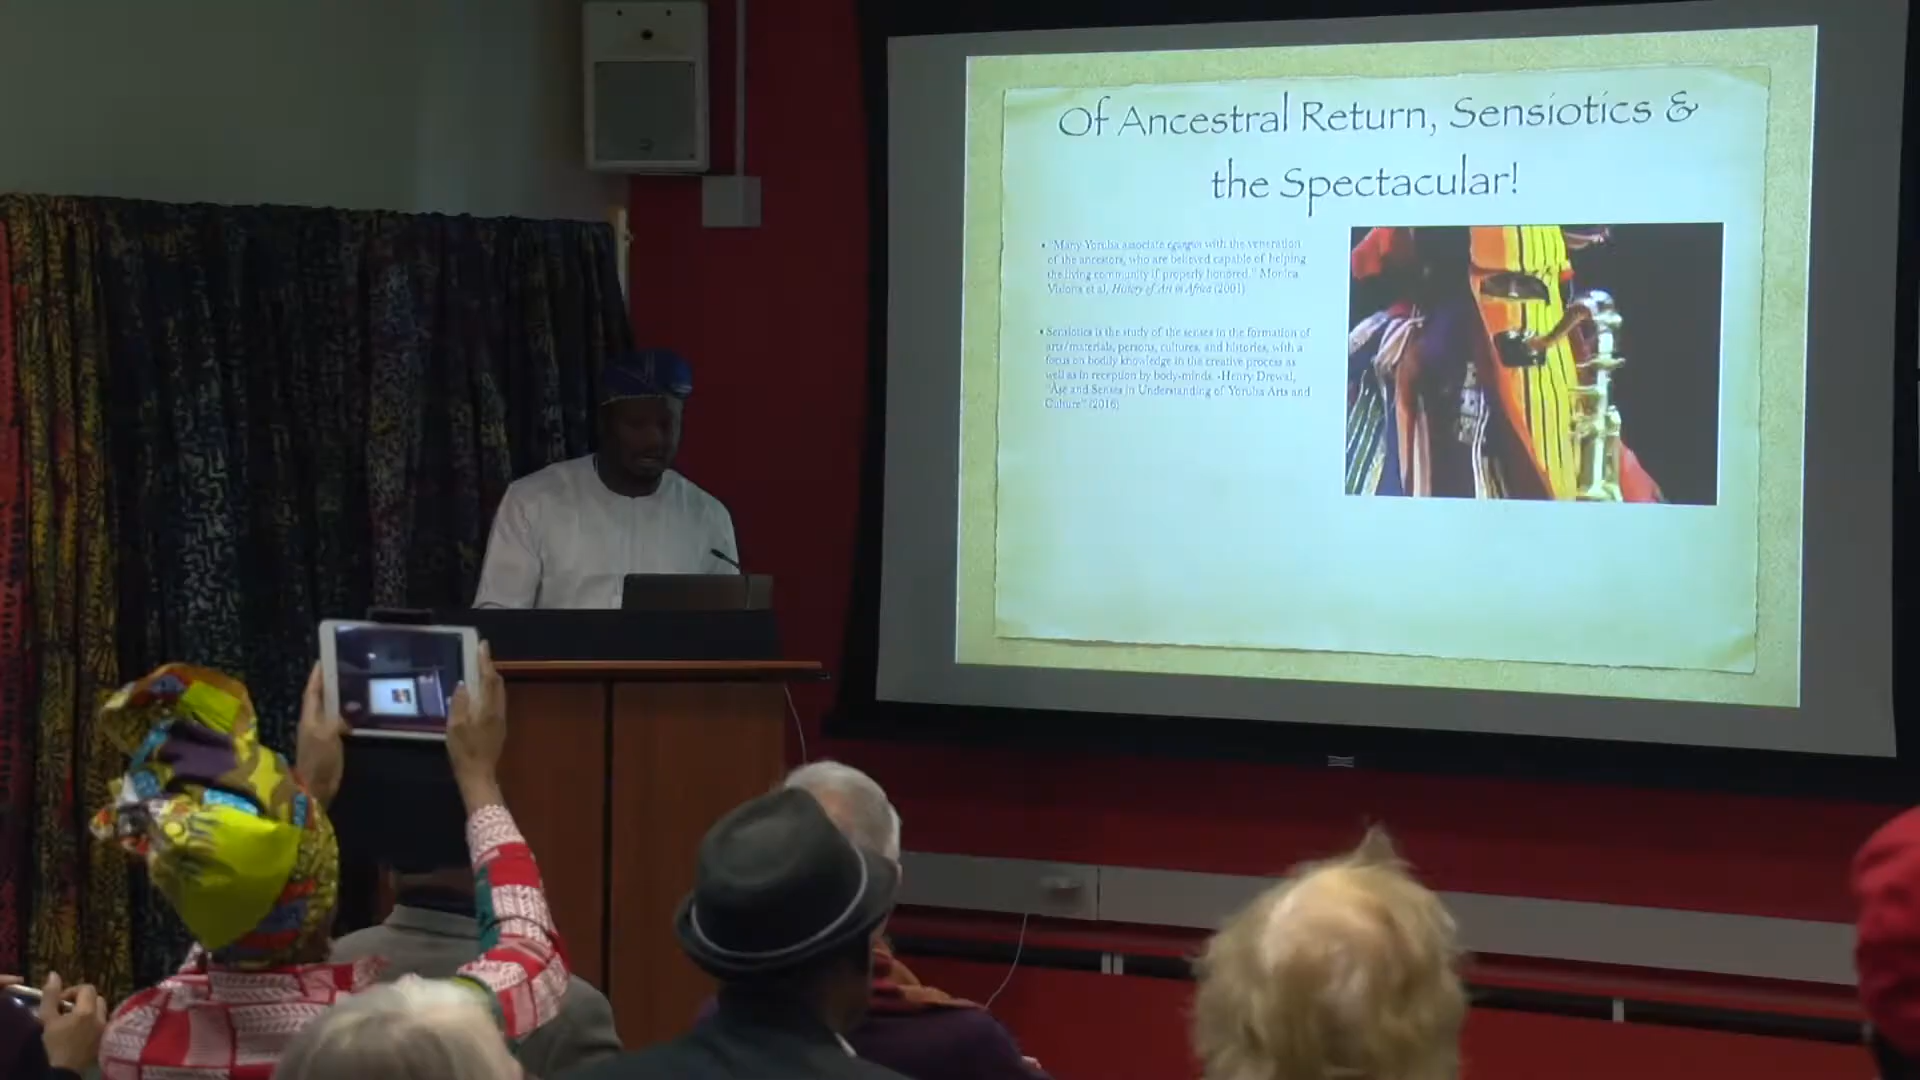 Of Ancestral Return, Sensiotics &
the Spectacular!
• "Many Yoruba associate egungun with the veneration
of the ancestors, who are believed capable of helping
the living community if properly honored." Monica
Visiona et al, History of Art in Africa (2001)
• Sensiotics is the study of the senses in the formation of
arts/materials, persons, cultures, and histories, with a
focus on bodily knowledge in the creative process as
well as in reception by body-minds. -Henry Drewal,
"Aşe and Senses in Understanding of Yoruba Arts and
Culture" (2016)